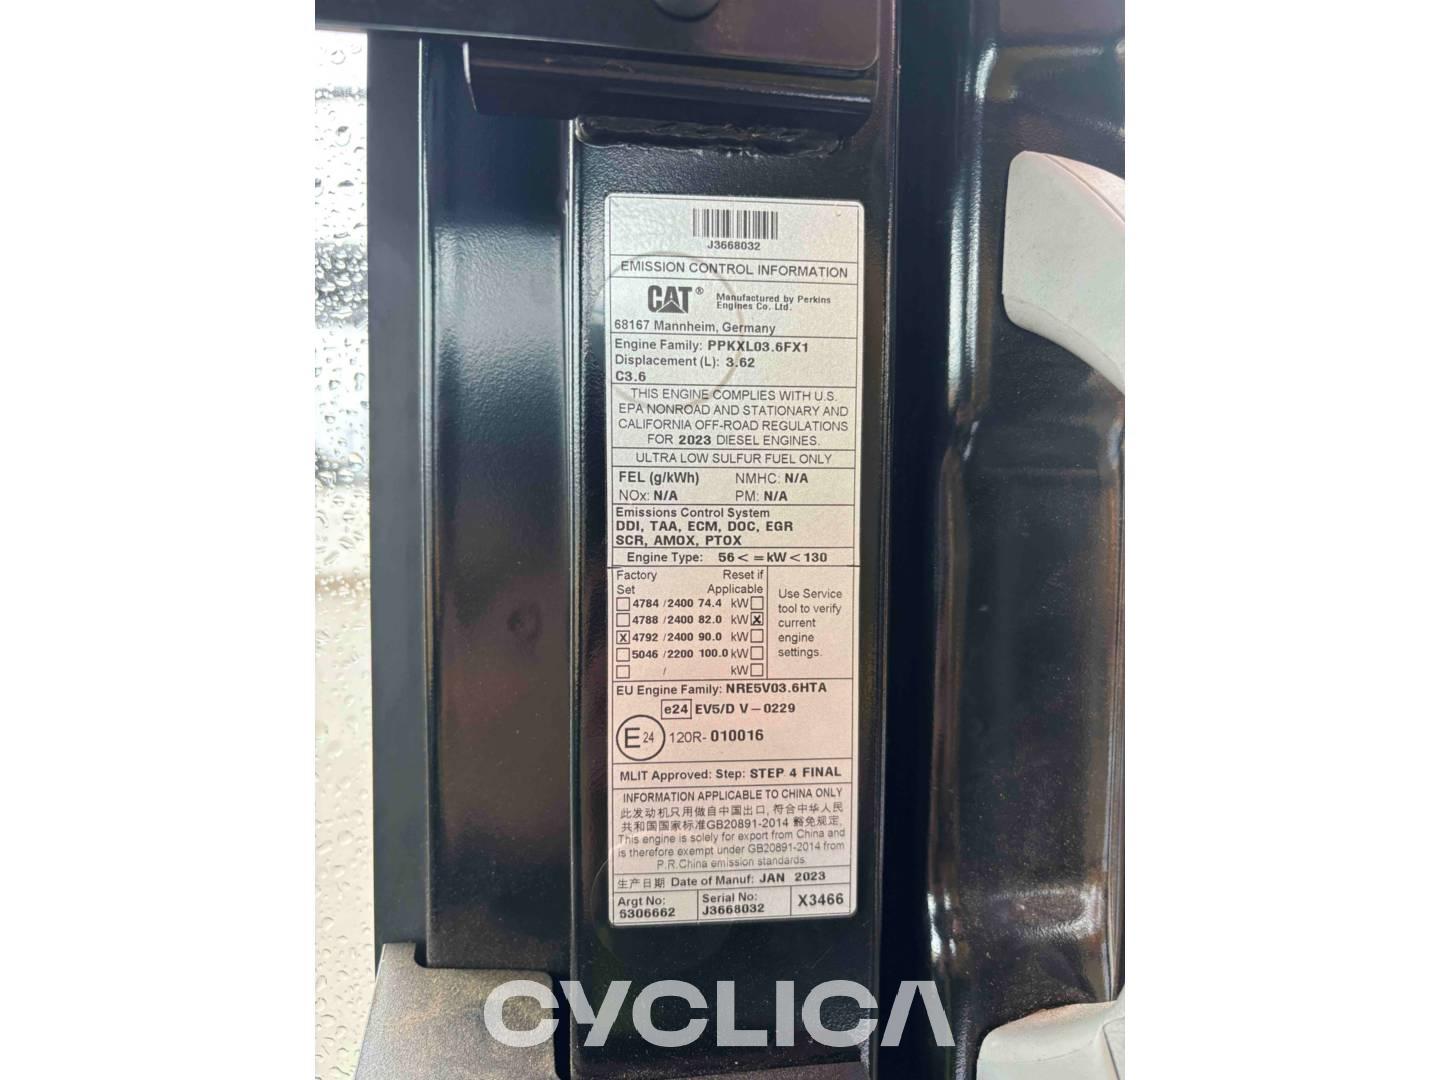 J3668032
EMISSION CONTROL INFORMATION
CAT® Manufactured by Perkins
Engines Co. Ltd.
68167 Mannheim, Germany
Engine Family: PPKXL03.6FX1
Displacement (L): 3.62
C3.6
THIS ENGINE COMPLIES WITH U.S.
EPA NONROAD AND STATIONARY AND
CALIFORNIA OFF-ROAD REGULATIONS
FOR 2023 DIESEL ENGINES.
ULTRA LOW SULFUR FUEL ONLY
FEL (g/kWh) NMHC: N/A
NOx: N/A PM: N/A
Emissions Control System
DDI, TAA, ECM, DOC, EGR
SCR, AMOX, PTOX
Engine Type: 56 < = kW < 130
Factory Reset if
Set Applicable
4784 / 2400 74.4 kW
4788 / 2400 82.0 kW X
X 4792 / 2400 90.0 kW
5046 / 2200 100.0 kW
/ kW
Use Service
tool to verify
current
engine
settings.
EU Engine Family: NRE5V03.6HTA
e24 EV5/D V-0229
E24 120R- 010016
MLIT Approved: Step: STEP 4 FINAL
INFORMATION APPLICABLE TO CHINA ONLY
此发动机只用做自中国出口, 符合中华人民
共和国国家标准GB20891-2014 豁免规定,
This engine is solely for export from China and
is therefore exempt under GB20891-2014 from
P.R.China emission standards.
生产日期 Date of Manuf: JAN 2023
Argt No:
5306662
Serial No:
J3668032
X3466
CYCLICA